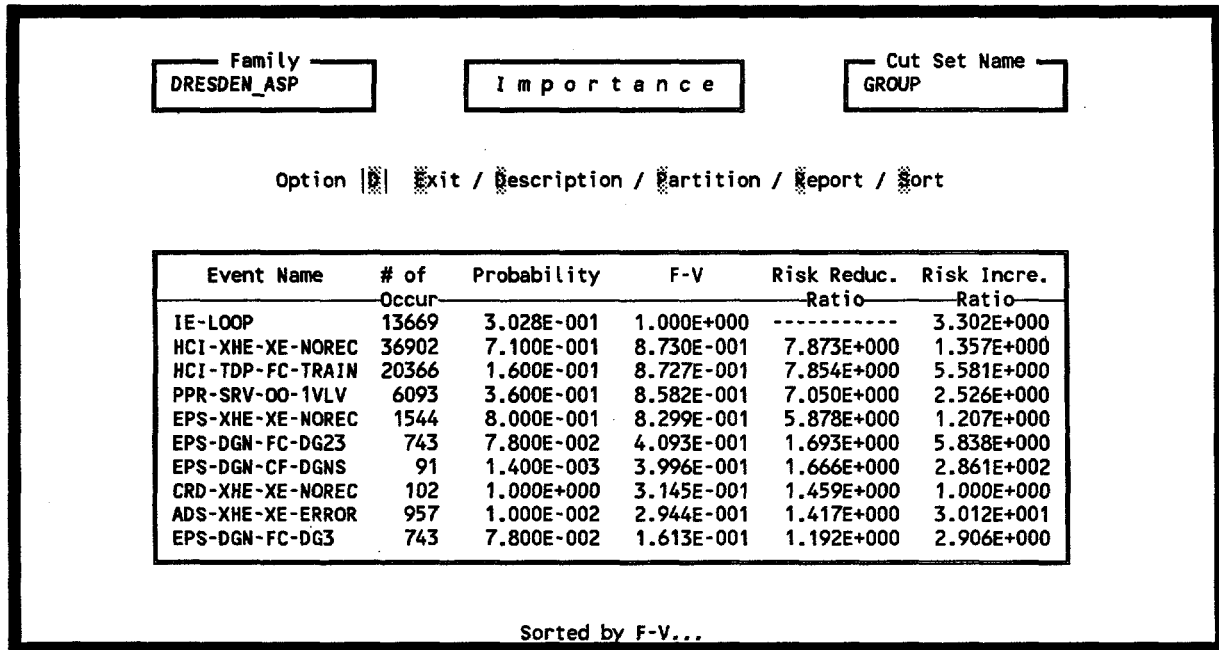 Family
DRESDEN_ASP
I m p o r t a n c e
Cut Set Name
GROUP
Option |D| Exit / Description / Partition / Report / Sort
Event Name # of Probability F-V Risk Reduc. Risk Incre.
Occur Ratio Ratio
IE-LOOP 13669 3.028E-001 1.000E+000 ----------- 3.302E+000
HCI-XHE-XE-NOREC 36902 7.100E-001 8.730E-001 7.873E+000 1.357E+000
HCI-TDP-FC-TRAIN 20366 1.600E-001 8.727E-001 7.854E+000 5.581E+000
PPR-SRV-OO-1VLV 6093 3.600E-001 8.582E-001 7.050E+000 2.526E+000
EPS-XHE-XE-NOREC 1544 8.000E-001 8.299E-001 5.878E+000 1.207E+000
EPS-DGN-FC-DG23 743 7.800E-002 4.093E-001 1.693E+000 5.838E+000
EPS-DGN-CF-DGNS 91 1.400E-003 3.996E-001 1.666E+000 2.861E+002
CRD-XHE-XE-NOREC 102 1.000E+000 3.145E-001 1.459E+000 1.000E+000
ADS-XHE-XE-ERROR 957 1.000E-002 2.944E-001 1.417E+000 3.012E+001
EPS-DGN-FC-DG3 743 7.800E-002 1.613E-001 1.192E+000 2.906E+000
Sorted by F-V...